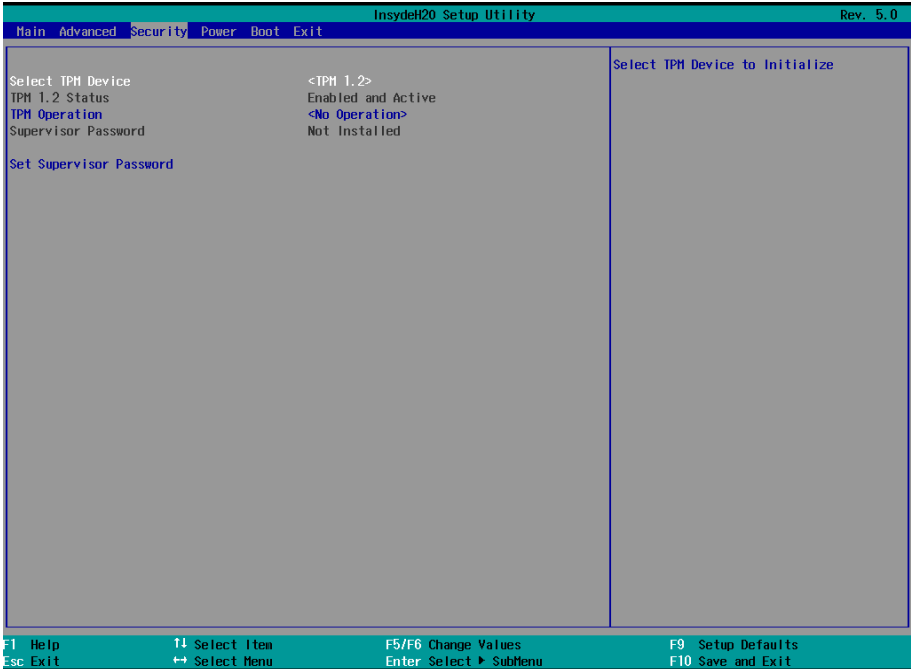 InsydeH20 Setup Utility Rev. 5.0
Main Advanced Security Power Boot Exit
Select TPM Device <TPM 1.2> Select TPM Device to Initialize
TPM 1.2 Status Enabled and Active
TPM Operation <No Operation>
Supervisor Password Not Installed
Set Supervisor Password
F1 Help ↑↓ Select Item F5/F6 Change Values F9 Setup Defaults
Esc Exit ↔ Select Menu Enter Select ▶ SubMenu F10 Save and Exit